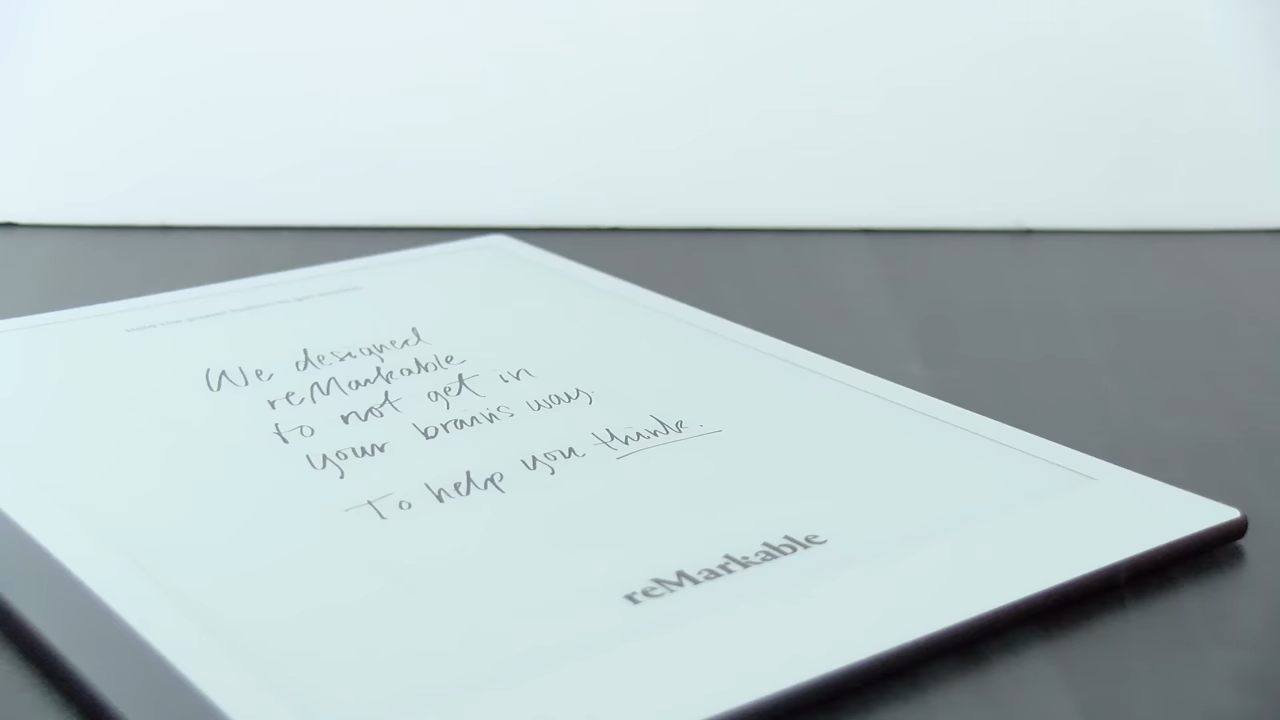 We designed
reMarkable
to not get in
your brains way.
To help you think.
reMarkable